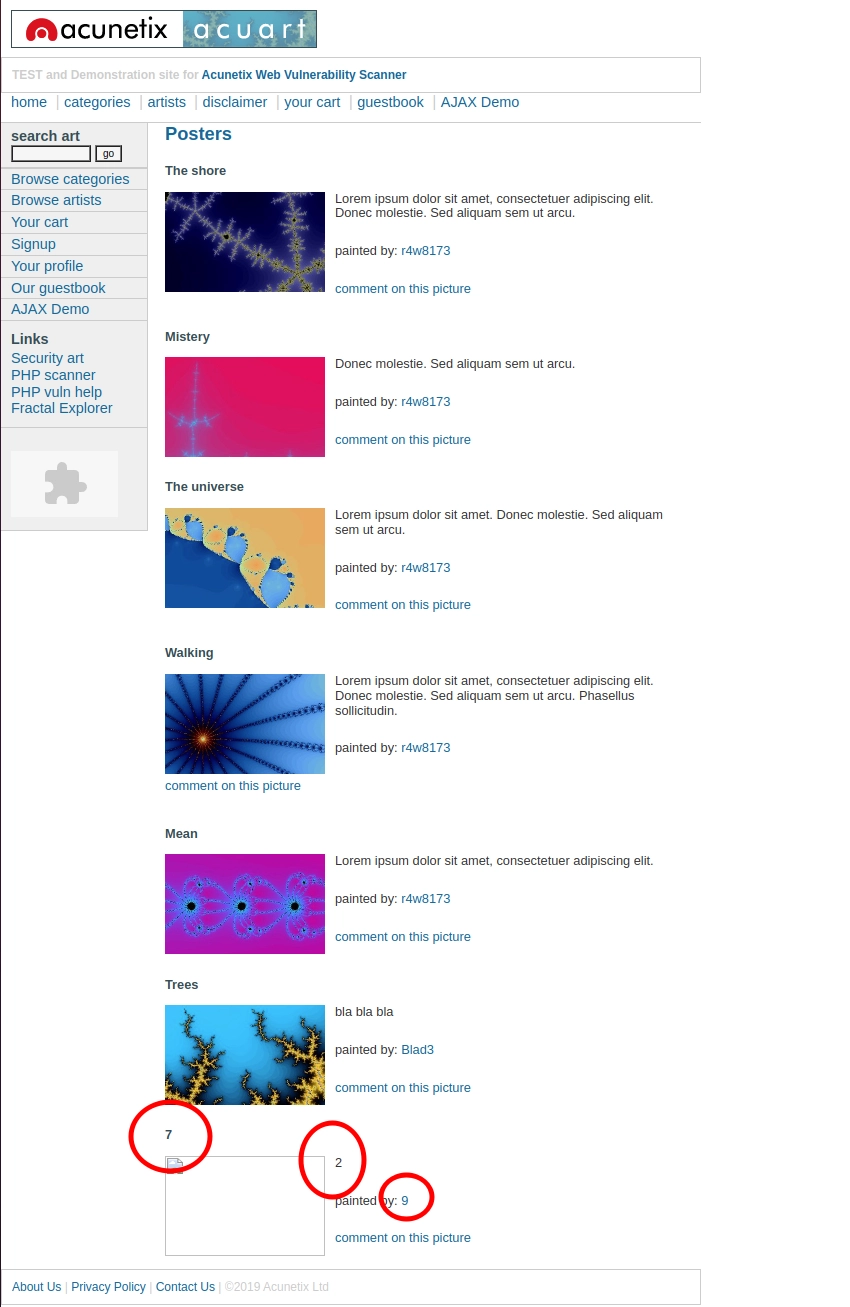 acunetix acuart
TEST and Demonstration site for Acunetix Web Vulnerability Scanner
home | categories | artists | disclaimer | your cart | guestbook | AJAX Demo
search art
go
Browse categories
Browse artists
Your cart
Signup
Your profile
Our guestbook
AJAX Demo
Links
Security art
PHP scanner
PHP vuln help
Fractal Explorer
Posters
The shore
Lorem ipsum dolor sit amet, consectetuer adipiscing elit.
Donec molestie. Sed aliquam sem ut arcu.
painted by: r4w8173
comment on this picture
Mistery
Donec molestie. Sed aliquam sem ut arcu.
painted by: r4w8173
comment on this picture
The universe
Lorem ipsum dolor sit amet. Donec molestie. Sed aliquam
sem ut arcu.
painted by: r4w8173
comment on this picture
Walking
Lorem ipsum dolor sit amet, consectetuer adipiscing elit.
Donec molestie. Sed aliquam sem ut arcu. Phasellus
sollicitudin.
painted by: r4w8173
comment on this picture
Mean
Lorem ipsum dolor sit amet, consectetuer adipiscing elit.
painted by: r4w8173
comment on this picture
Trees
bla bla bla
painted by: Blad3
comment on this picture
7
2
painted by: 9
comment on this picture
About Us | Privacy Policy | Contact Us | ©2019 Acunetix Ltd